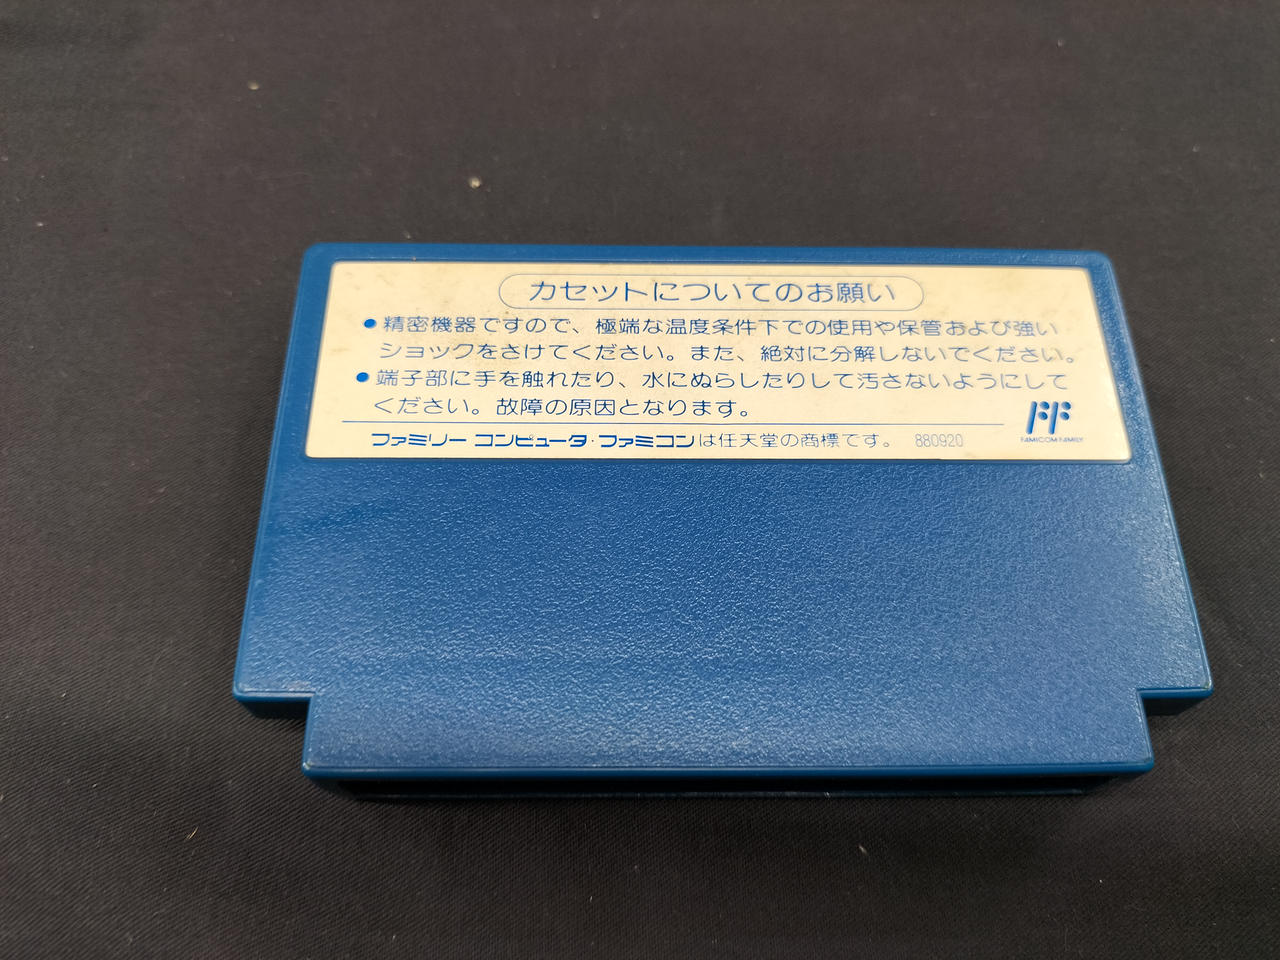 カセットについてのお願い
●精密機器ですので、極端な温度条件下での使用や保管および強い
ショックをさけてください。また、絶対に分解しないでください。
●端子部に手を触れたり、水にぬらしたりして汚さないようにして
ください。故障の原因となります。
ファミリー コンピュータ・ファミコンは任天堂の商標です。 880920
FF
FAMICOM FAMILY